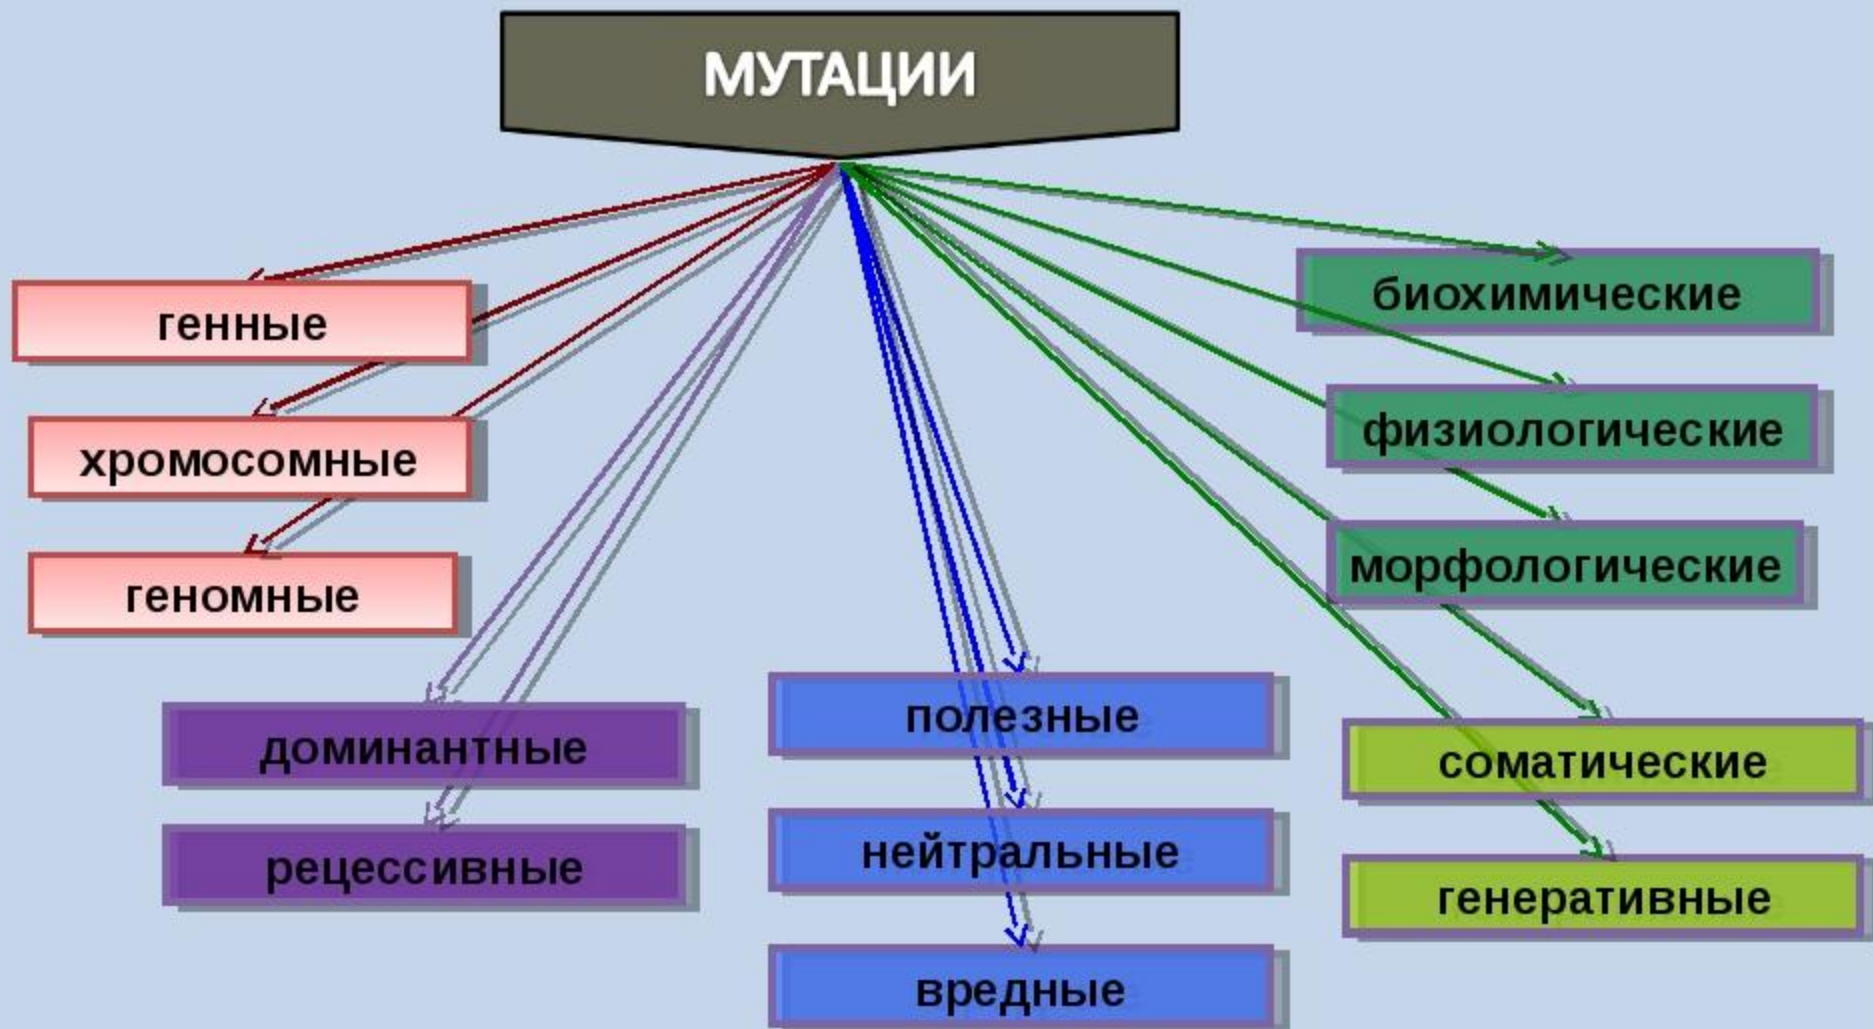 МУТАЦИИ
генные
хромосомные
геномные
доминантные
рецессивные
полезные
нейтральные
вредные
биохимические
физиологические
морфологические
соматические
генеративные